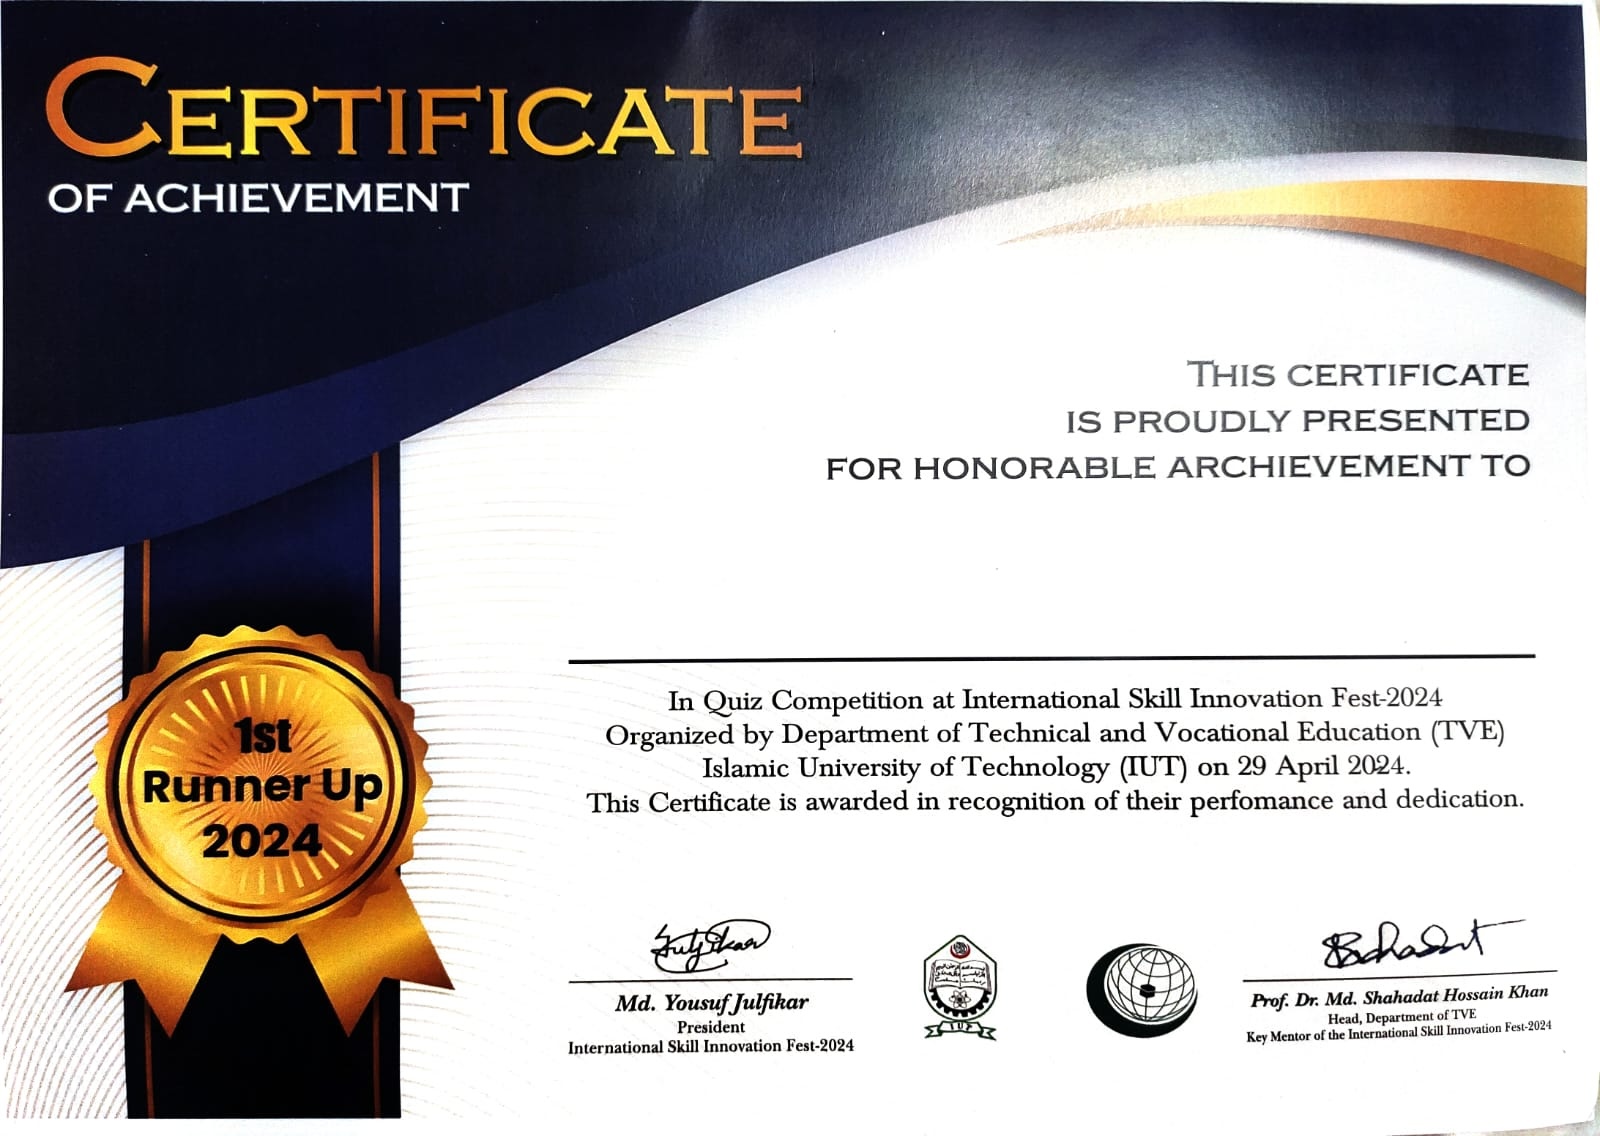 CERTIFICATE
OF ACHIEVEMENT
THIS CERTIFICATE
IS PROUDLY PRESENTED
FOR HONORABLE ARCHIEVEMENT TO
In Quiz Competition at International Skill Innovation Fest-2024
Organized by Department of Technical and Vocational Education (TVE)
Islamic University of Technology (IUT) on 29 April 2024.
This Certificate is awarded in recognition of their perfomance and dedication.
1st
Runner Up
2024
Md. Yousuf Julfikar
President
International Skill Innovation Fest-2024
IUT
Prof. Dr. Md. Shahadat Hossain Khan
Head, Department of TVE
Key Mentor of the International Skill Innovation Fest-2024